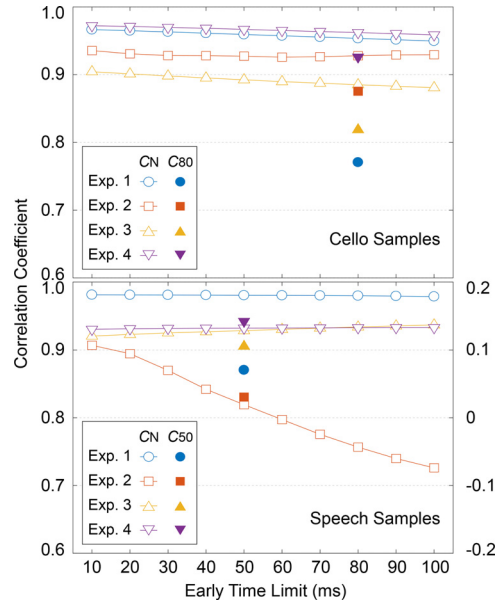 1.0
0.9
0.8
0.7
0.6
CN C80
Exp. 1
Exp. 2
Exp. 3
Exp. 4
Cello Samples
Correlation Coefficient
1.0 0.2
0.9 0.1
0.8 0
0.7 -0.1
0.6 -0.2
CN C50
Exp. 1
Exp. 2
Exp. 3
Exp. 4
Speech Samples
10 20 30 40 50 60 70 80 90 100
Early Time Limit (ms)